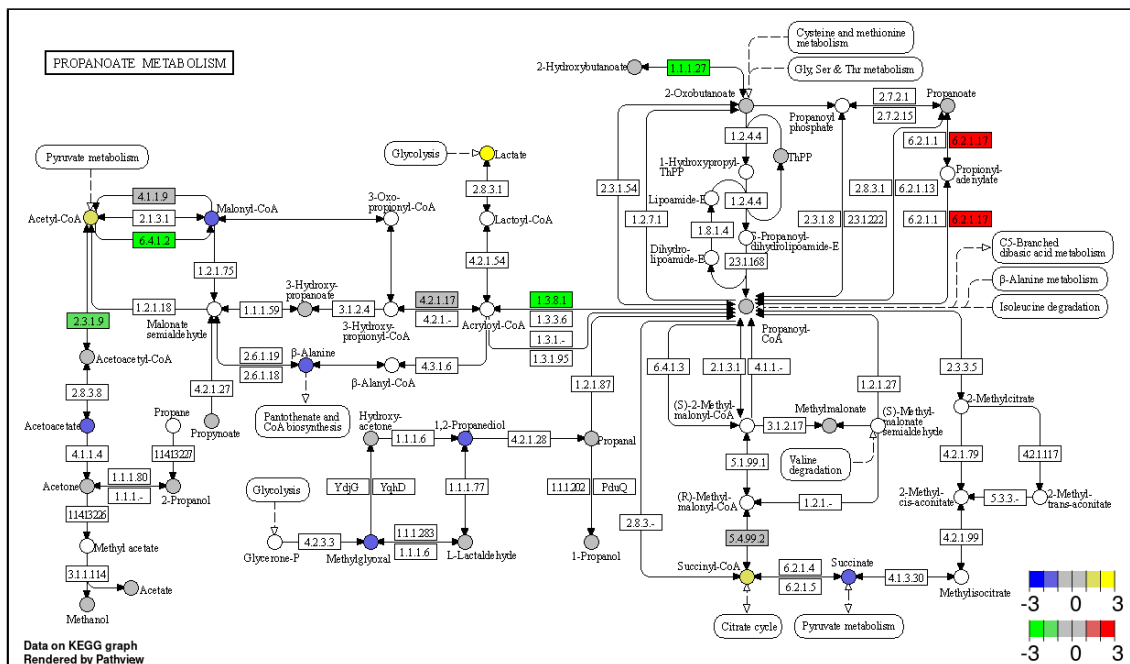 PROPANOATE METABOLISM
Cysteine and methionine
metabolism
2-Hydroxybutanoate
1.1.1.27
Gly, Ser & Thr metabolism
2-Oxobutanoate
Propanoyl
phosphate
2.7.2.1
2.7.2.15
Propanoate
1.2.4.4
6.2.1.1
6.2.1.17
Pyruvate metabolism
Glycolysis
Lactate
ThPP
1-Hydroxypropyl-
ThPP
Propionyl-
adenylate
2.3.1.54
2.8.3.1
6.2.1.13
4.1.1.9
2.8.3.1
3-Oxo-
propionyl-CoA
Lipoamide-E
1.2.4.4
Acetyl-CoA
2.1.3.1
Malonyl-CoA
Lactoyl-CoA
1.2.7.1
2.3.1.8
2.3.1.222
6.2.1.1
6.2.1.17
6.4.1.2
1.8.1.4
S-Propanoyl-
dihydrolipoamide-E
Dihydro-
lipoamide-E
2.3.1.168
C5-Branched
dibasic acid metabolism
1.2.1.75
4.2.1.54
β-Alanine metabolism
3-Hydroxy-
propanoate
4.2.1.17
1.3.8.1
Isoleucine degradation
1.2.1.18
1.1.1.59
3.1.2.4
4.2.1.-
1.3.3.6
2.3.1.9
Malonate
semialdehyde
3-Hydroxy-
propionyl-CoA
Acryloyl-CoA
1.3.1.-
1.3.1.95
Propanoyl-
CoA
Acetoacetyl-CoA
2.6.1.19
2.6.1.18
β-Alanine
β-Alanyl-CoA
4.3.1.6
6.4.1.3
2.1.3.1
4.1.1.-
2.3.3.5
1.2.1.87
1.2.1.27
2.8.3.8
4.2.1.27
Pantothenate and
CoA biosynthesis
Hydroxy-
acetone
(S)-2-Methyl-
malonyl-CoA
Methylmalonate
(S)-Methyl-
malonate
semialdehyde
2-Methylcitrate
Acetoacetate
Propane
Propynoate
1.1.1.6
1,2-Propanediol
4.2.1.28
Propanal
3.1.2.17
4.1.1.4
1.14.13.227
5.1.99.1
Valine
degradation
4.2.1.79
4.2.1.117
Acetone
1.1.1.80
1.1.1.-
2-Propanol
Glycolysis
YdjG
YqhD
1.1.1.77
1.1.1.202
PduQ
(R)-Methyl-
malonyl-CoA
1.2.1.-
2-Methyl-
cis-aconitate
5.3.3.-
2-Methyl-
trans-aconitate
1.14.13.226
2.8.3.-
Methyl acetate
Glycerone-P
4.2.3.3
Methylglyoxal
1.1.1.283
1.1.1.6
L-Lactaldehyde
1-Propanol
5.4.99.2
4.2.1.99
3.1.1.114
Acetate
Succinyl-CoA
6.2.1.4
6.2.1.5
Succinate
4.1.3.30
Methylisocitrate
Methanol
Citrate cycle
Pyruvate metabolism
-3 0 3
-3 0 3
Data on KEGG graph
Rendered by Pathview